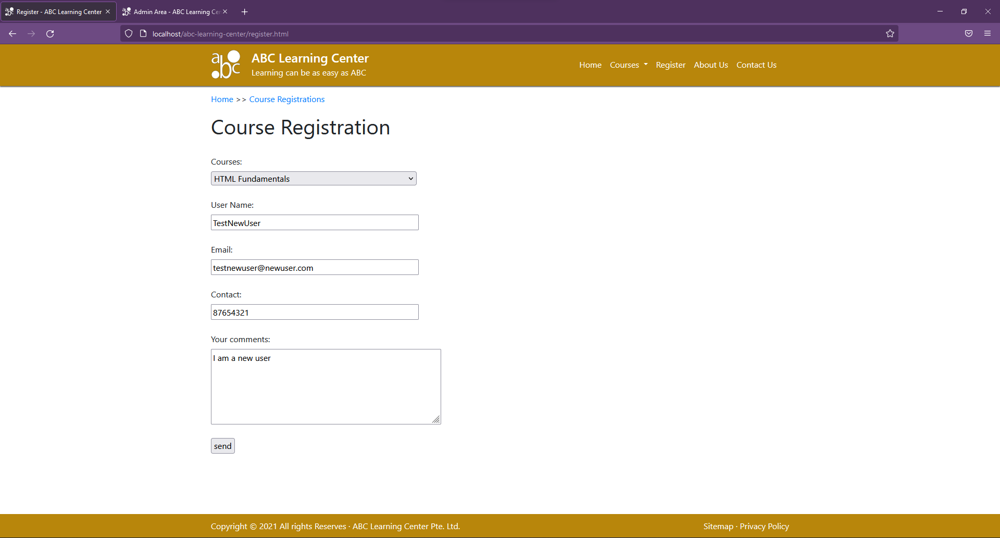 Register - ABC Learning Center
Admin Area - ABC Learning Ce
localhost/abc-learning-center/register.html
abc
ABC Learning Center
Learning can be as easy as ABC
Home Courses Register About Us Contact Us
Home >> Course Registrations
Course Registration
Courses:
HTML Fundamentals
User Name:
TestNewUser
Email:
testnewuser@newuser.com
Contact:
87654321
Your comments:
I am a new user
send
Copyright © 2021 All rights Reserves · ABC Learning Center Pte. Ltd.
Sitemap · Privacy Policy